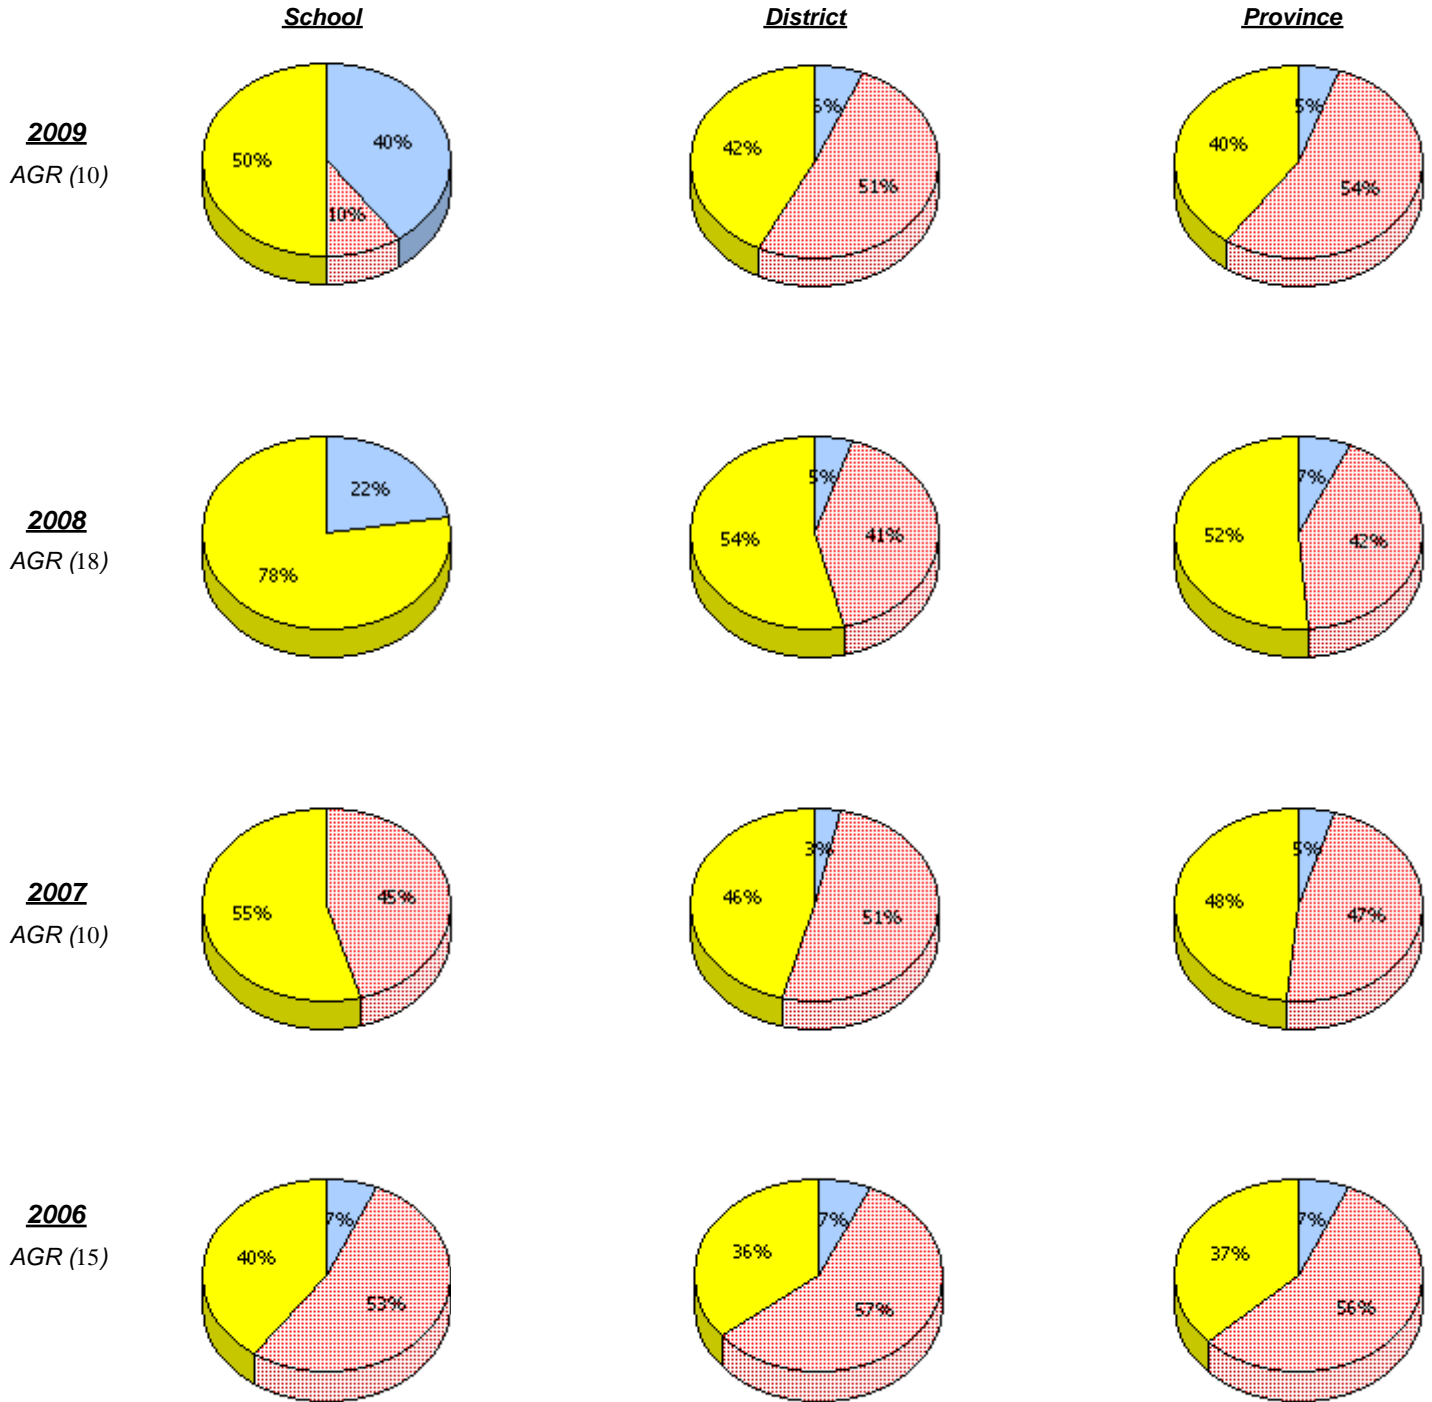 School District Province
2009
AGR (10)
50% 40% 10%
42% 6% 51%
40% 5% 54%
2008
AGR (18)
22% 78%
54% 5% 41%
52% 7% 42%
2007
AGR (10)
55% 45%
46% 3% 51%
48% 5% 47%
2006
AGR (15)
40% 7% 53%
36% 7% 57%
37% 7% 56%